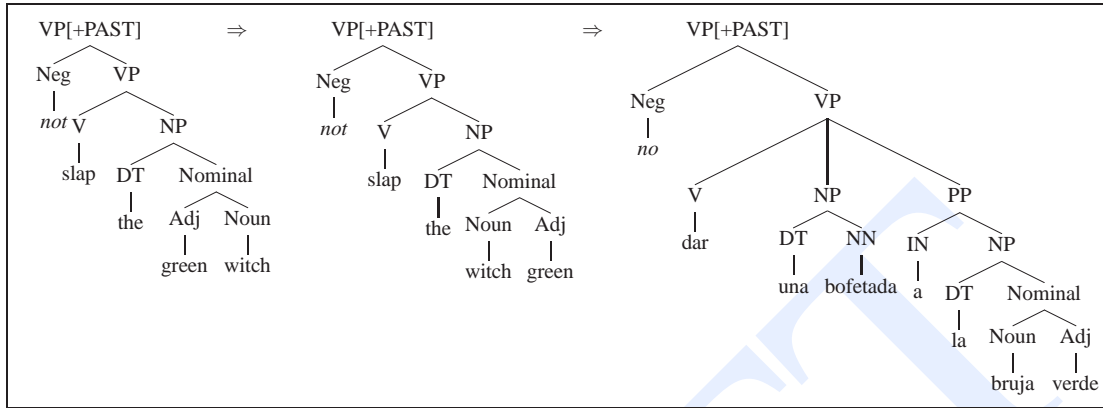 VP[+PAST] ⇒ VP[+PAST] ⇒ VP[+PAST]
Neg VP Neg VP Neg VP
not V NP not V NP no
slap DT Nominal slap DT Nominal V NP PP
the Adj Noun the Noun Adj dar DT NN IN NP
green witch witch green una bofetada a DT Nominal
la Noun Adj
bruja verde